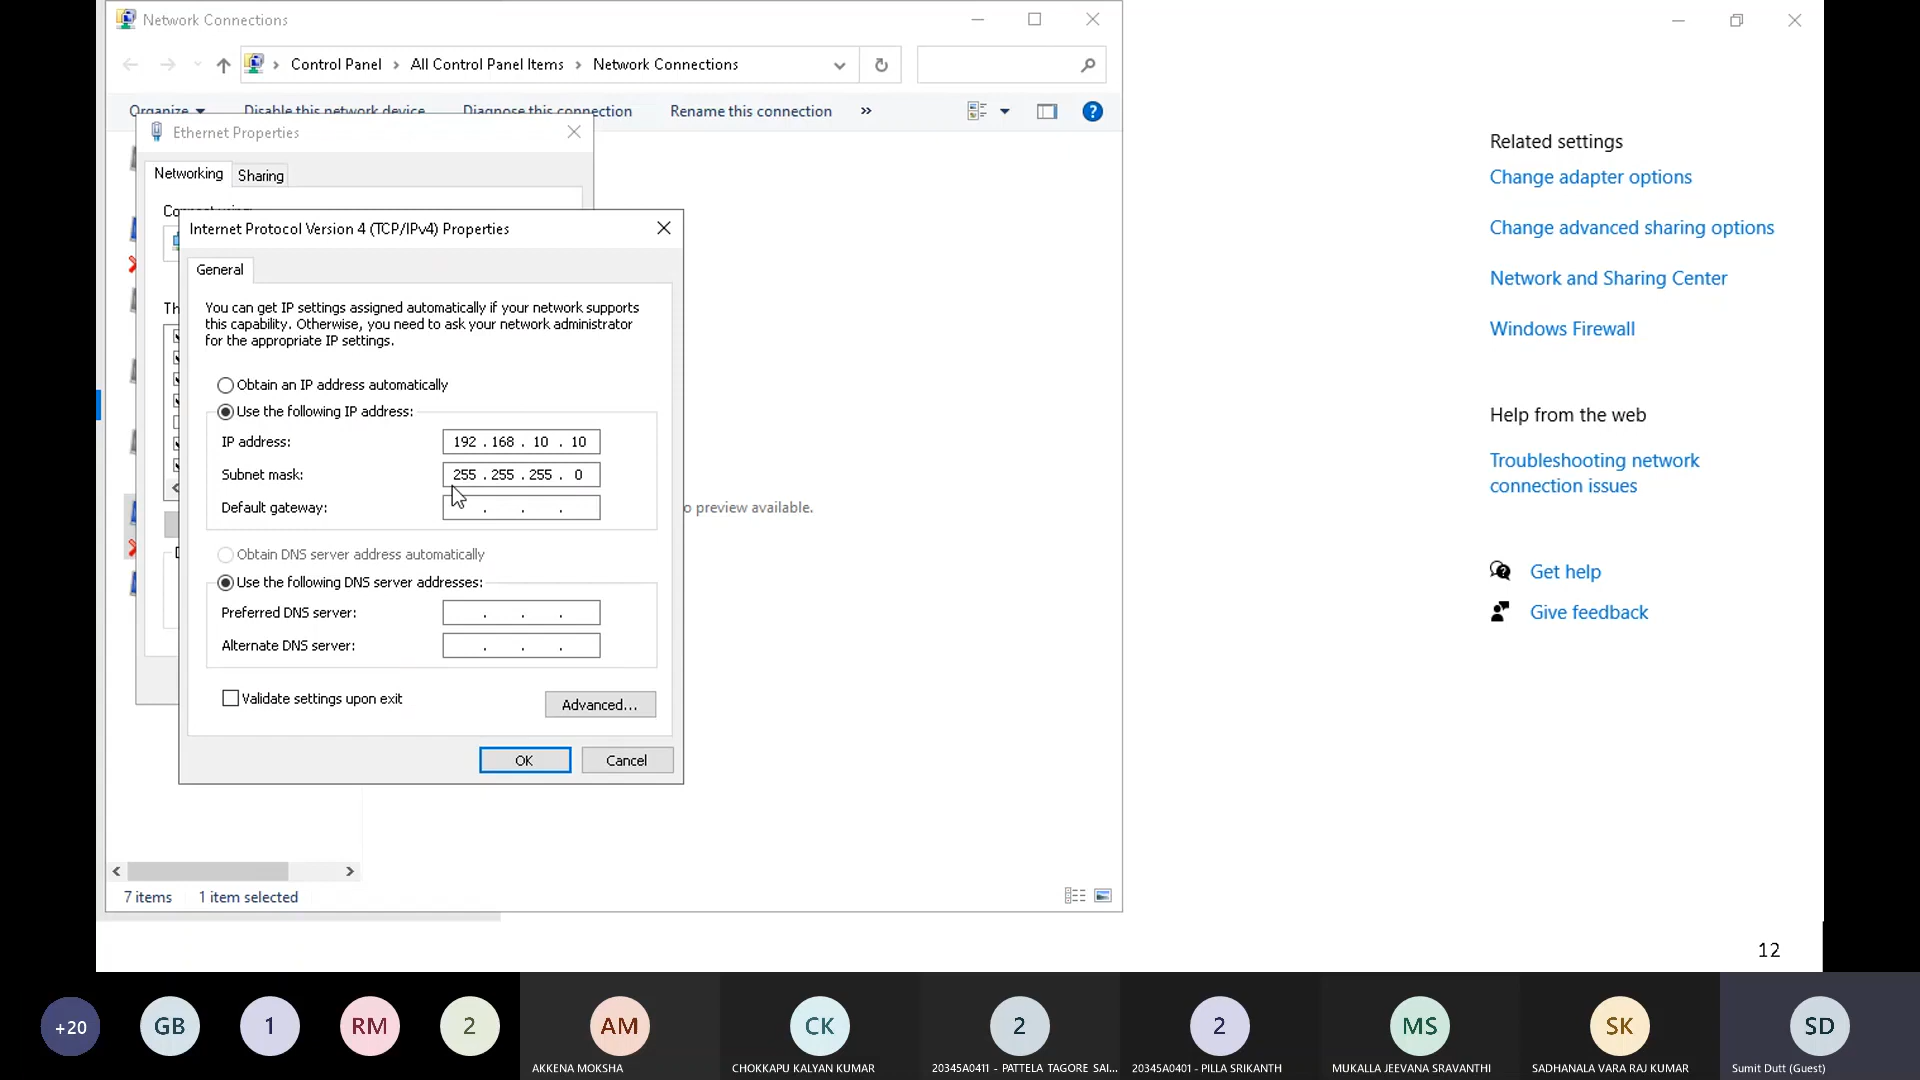 Network Connections
Control Panel > All Control Panel Items > Network Connections
Organize Disable this network device Diagnose this connection Rename this connection »
Ethernet Properties
Networking Sharing
Internet Protocol Version 4 (TCP/IPv4) Properties
General
You can get IP settings assigned automatically if your network supports
this capability. Otherwise, you need to ask your network administrator
for the appropriate IP settings.
Obtain an IP address automatically
Use the following IP address:
IP address: 192 . 168 . 10 . 10
Subnet mask: 255 . 255 . 255 . 0
Default gateway: . . .
Obtain DNS server address automatically
Use the following DNS server addresses:
Preferred DNS server: . . .
Alternate DNS server: . . .
Validate settings upon exit
Advanced...
OK Cancel
o preview available.
7 items 1 item selected
Related settings
Change adapter options
Change advanced sharing options
Network and Sharing Center
Windows Firewall
Help from the web
Troubleshooting network
connection issues
Get help
Give feedback
12
+20 GB 1 RM 2 AM CK 2 2 MS SK SD
AKKENA MOKSHA
CHOKKAPU KALYAN KUMAR
20345A0411 - PATTELA TAGORE SAI...
20345A0401 - PILLA SRIKANTH
MUKALLA JEEVANA SRAVANTHI
SADHANALA VARA RAJ KUMAR
Sumit Dutt (Guest)